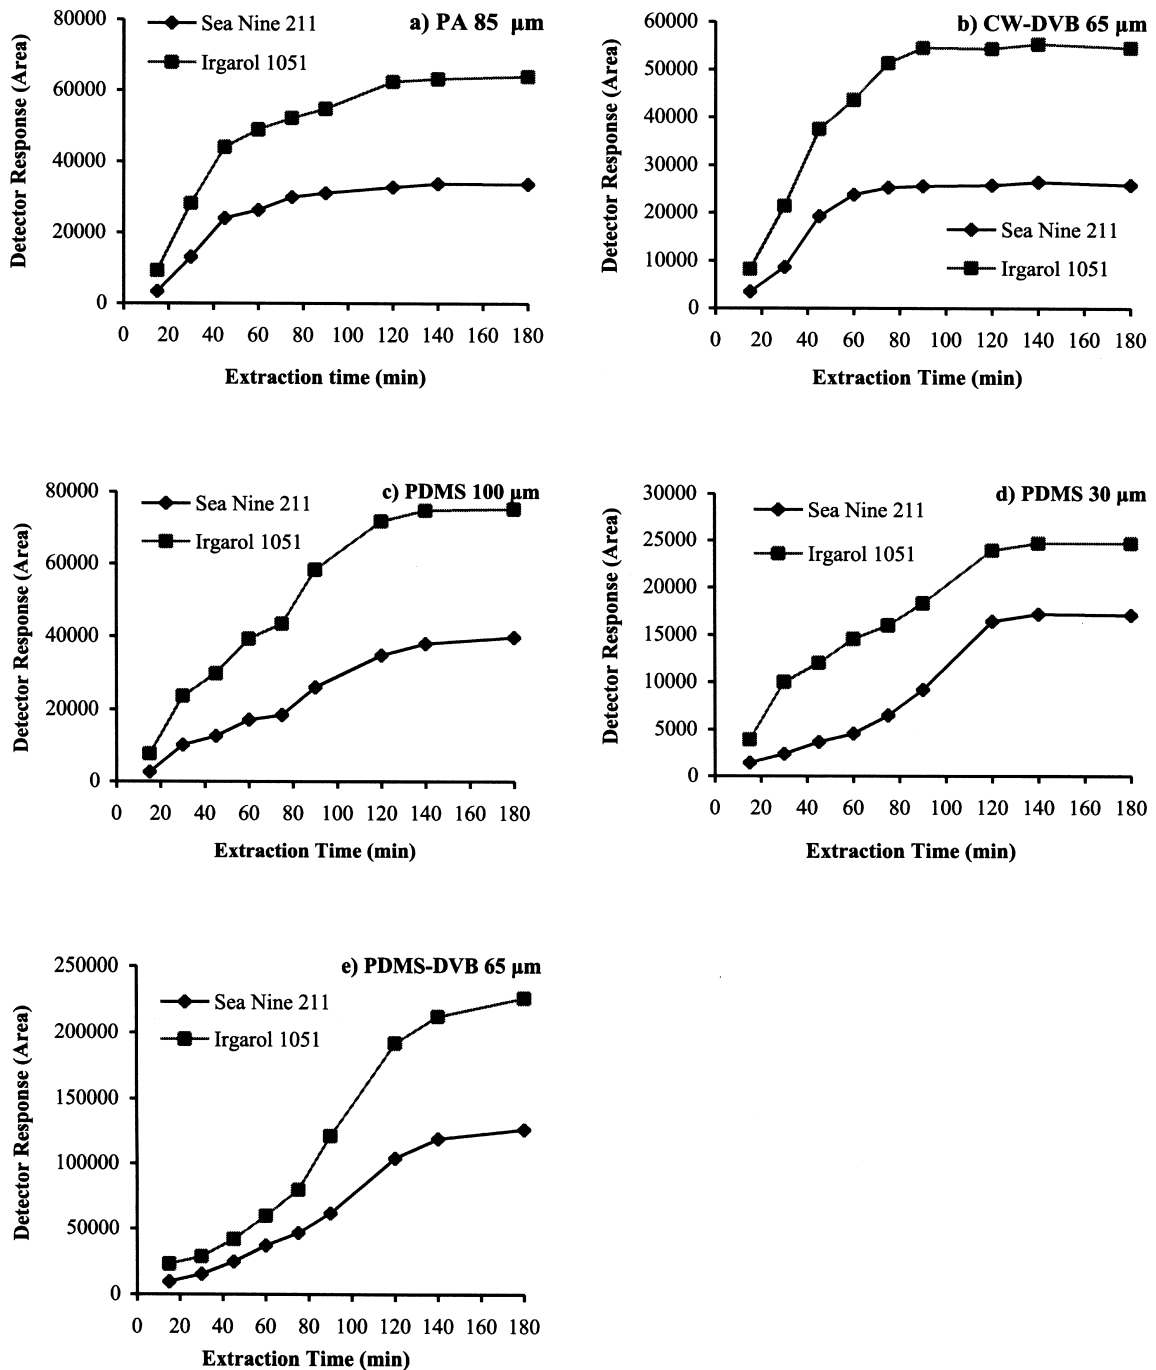 a) PA 85 µm
Sea Nine 211
Irgarol 1051
Detector Response (Area)
80000
60000
40000
20000
0
0 20 40 60 80 100 120 140 160 180
Extraction time (min)
b) CW-DVB 65 µm
Detector Response (Area)
60000
50000
40000
30000
20000
10000
0
Sea Nine 211
Irgarol 1051
0 20 40 60 80 100 120 140 160 180
Extraction Time (min)
c) PDMS 100 µm
Sea Nine 211
Irgarol 1051
Detector Response (Area)
80000
60000
40000
20000
0
0 20 40 60 80 100 120 140 160 180
Extraction Time (min)
d) PDMS 30 µm
Sea Nine 211
Irgarol 1051
Detector Response (Area)
30000
25000
20000
15000
10000
5000
0
0 20 40 60 80 100 120 140 160 180
Extraction Time (min)
e) PDMS-DVB 65 µm
Sea Nine 211
Irgarol 1051
Detector Response (Area)
250000
200000
150000
100000
50000
0
0 20 40 60 80 100 120 140 160 180
Extraction Time (min)